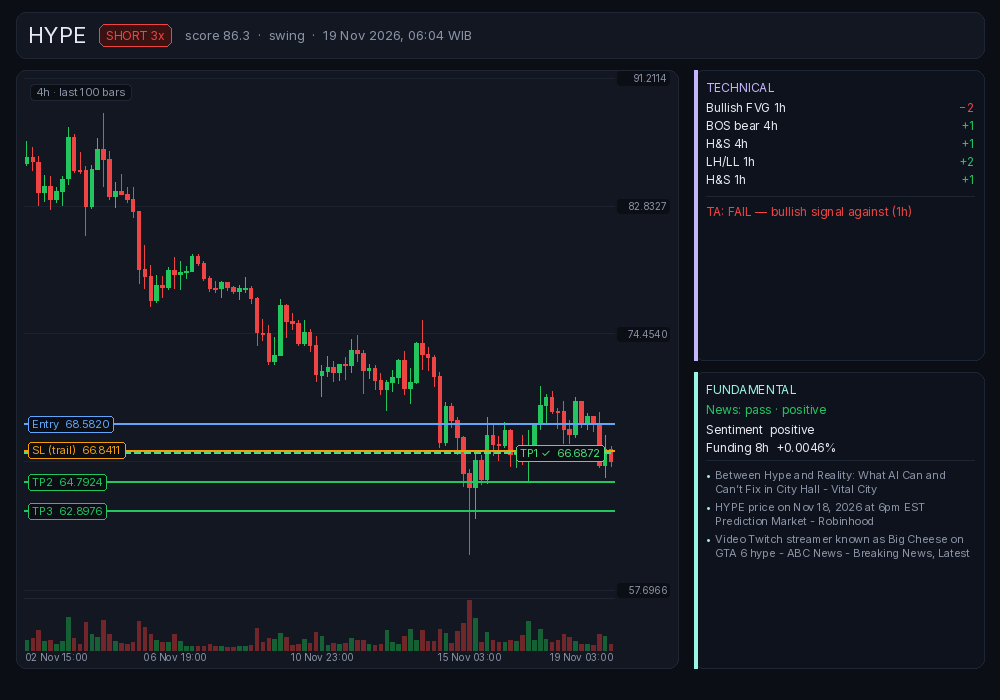 HYPE SHORT 3x score 86.3 · swing · 19 Nov 2026, 06:04 WIB
4h · last 100 bars
91.2114
82.8327
74.4540
Entry 68.5820
SL (trail) 66.8411
TP1 ✓ 66.6872
TP2 64.7924
TP3 62.8976
57.6966
02 Nov 15:00 06 Nov 19:00 10 Nov 23:00 15 Nov 03:00 19 Nov 03:00
TECHNICAL
Bullish FVG 1h −2
BOS bear 4h +1
H&S 4h +1
LH/LL 1h +2
H&S 1h +1
TA: FAIL — bullish signal against (1h)
FUNDAMENTAL
News: pass · positive
Sentiment positive
Funding 8h +0.0046%
• Between Hype and Reality: What AI Can and
Can't Fix in City Hall - Vital City
• HYPE price on Nov 18, 2026 at 6pm EST
Prediction Market - Robinhood
• Video Twitch streamer known as Big Cheese on
GTA 6 hype - ABC News - Breaking News, Latest